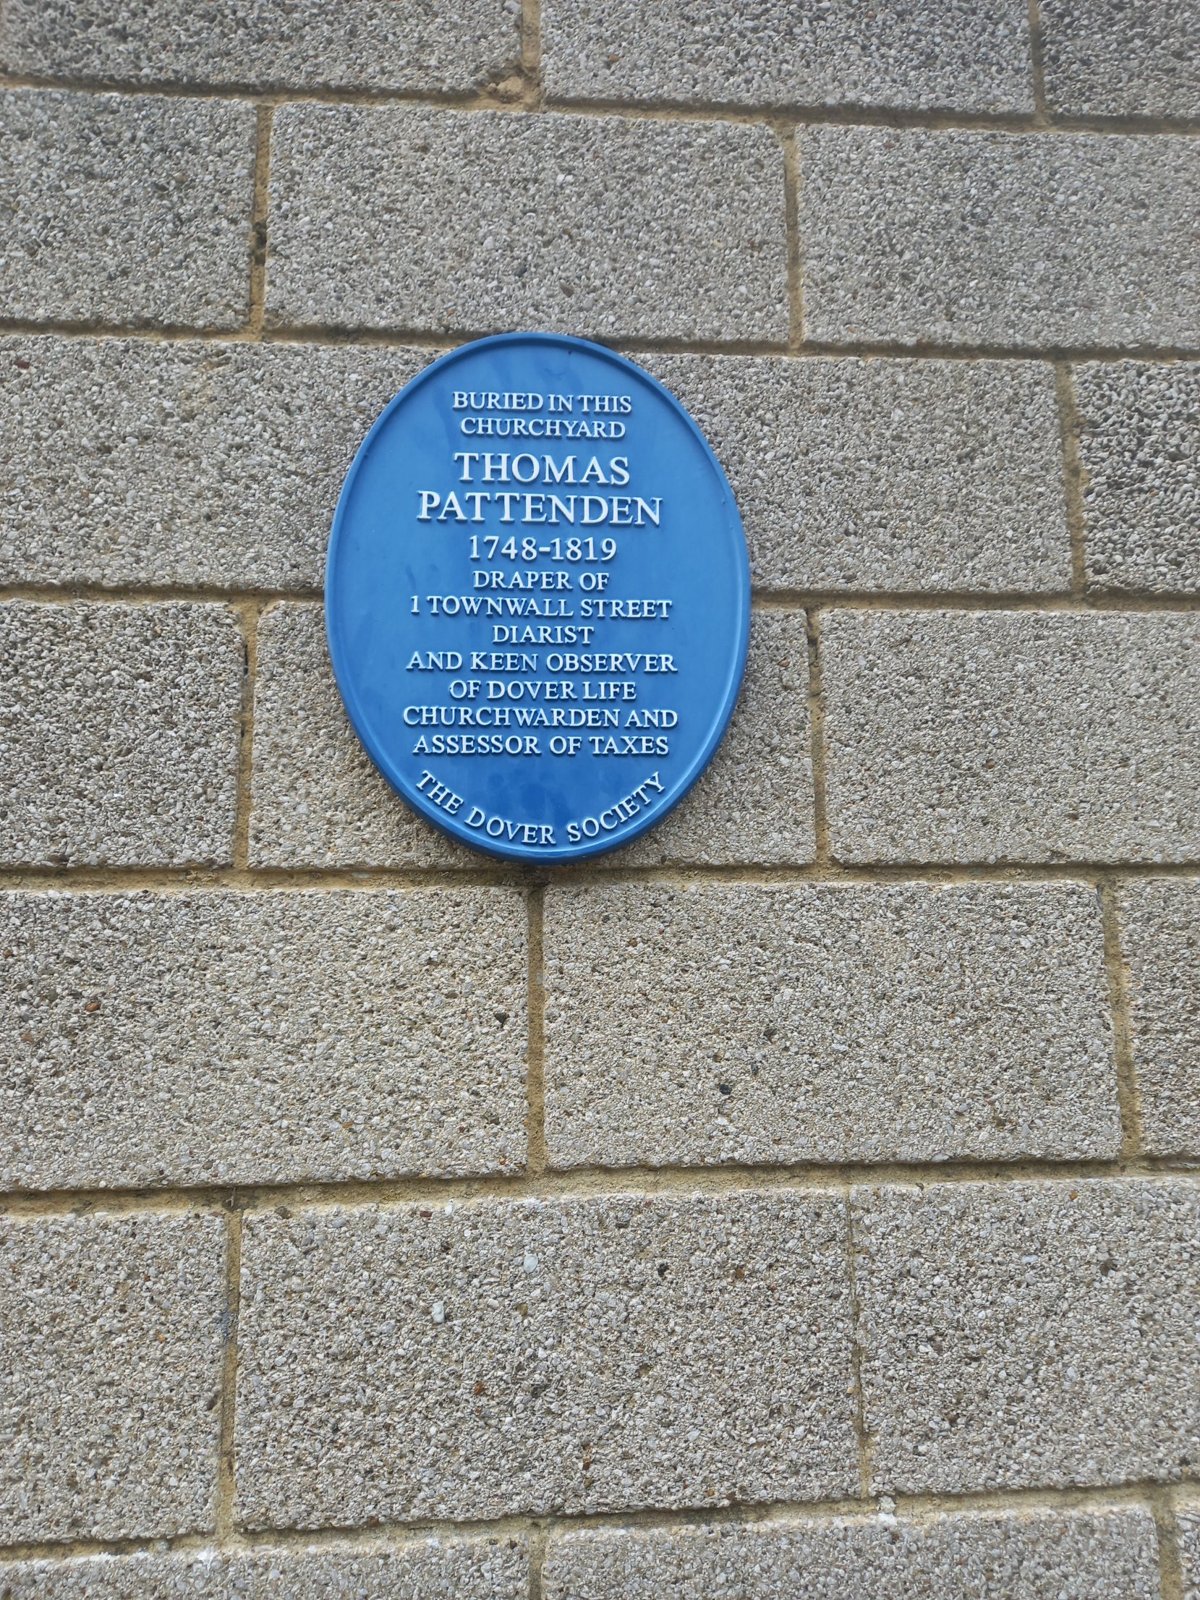 BURIED IN THIS
CHURCHYARD
THOMAS
PATTENDEN
1748-1819
DRAPER OF
1 TOWNWALL STREET
DIARIST
AND KEEN OBSERVER
OF DOVER LIFE
CHURCHWARDEN AND
ASSESSOR OF TAXES
THE DOVER SOCIETY